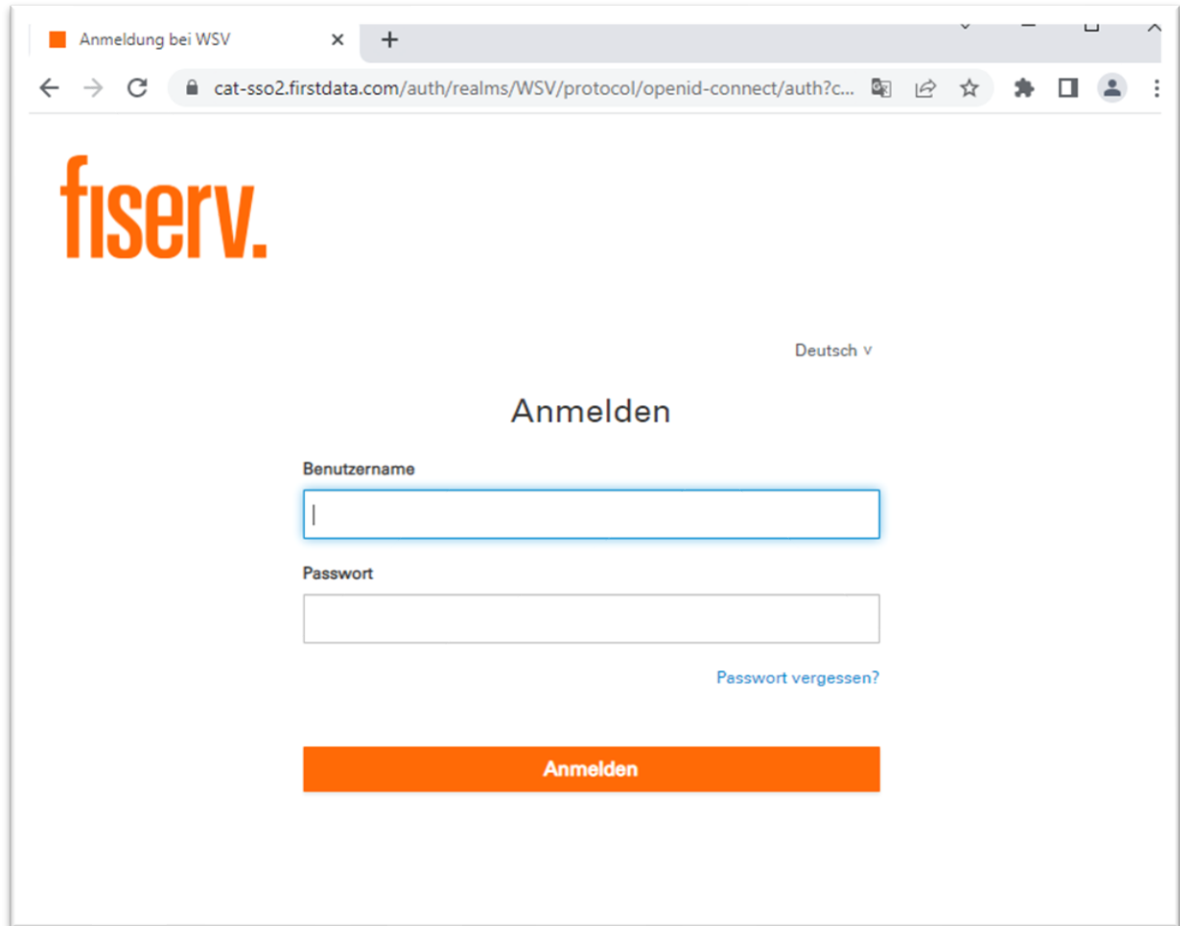 Anmeldung bei WSV
cat-sso2.firstdata.com/auth/realms/WSV/protocol/openid-connect/auth?c...
fiserv.
Deutsch v
Anmelden
Benutzername
Passwort
Passwort vergessen?
Anmelden